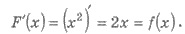 F′(x) = (x²)′ = 2x = f(x).